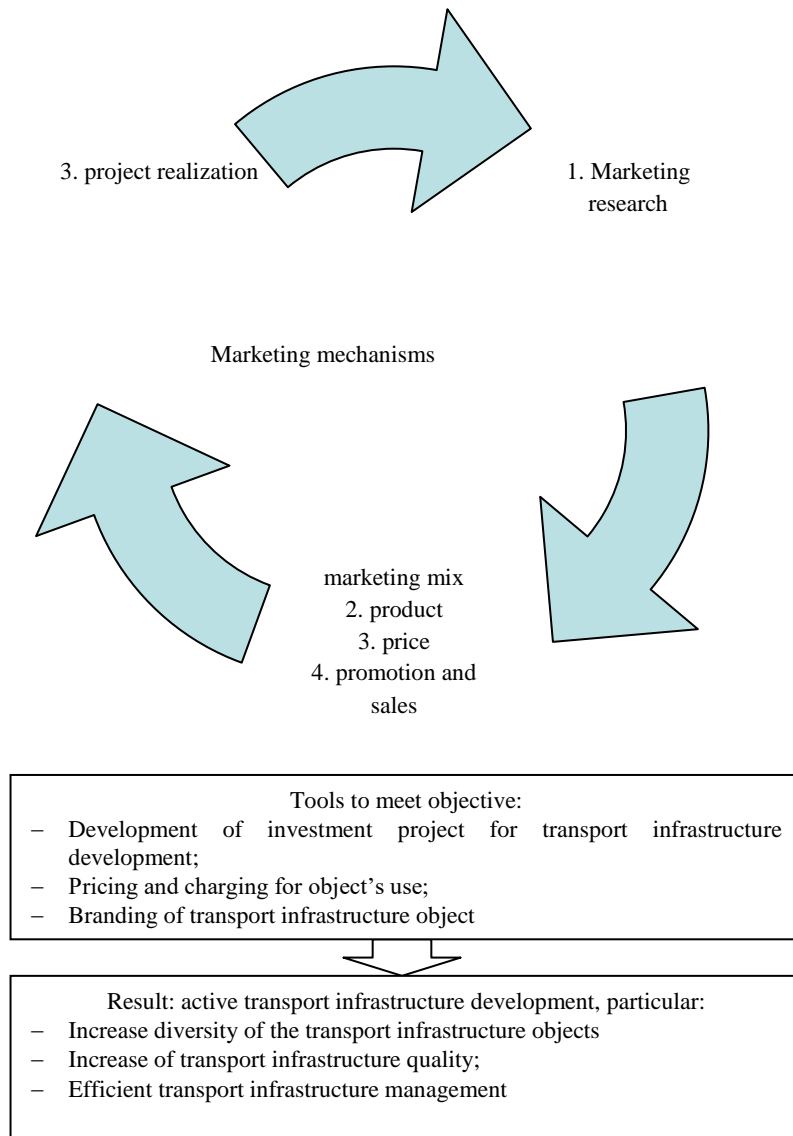 3. project realization
1. Marketing
research
Marketing mechanisms
marketing mix
2. product
3. price
4. promotion and
sales
Tools to meet objective:
– Development of investment project for transport infrastructure
development;
– Pricing and charging for object's use;
– Branding of transport infrastructure object
Result: active transport infrastructure development, particular:
– Increase diversity of the transport infrastructure objects
– Increase of transport infrastructure quality;
– Efficient transport infrastructure management